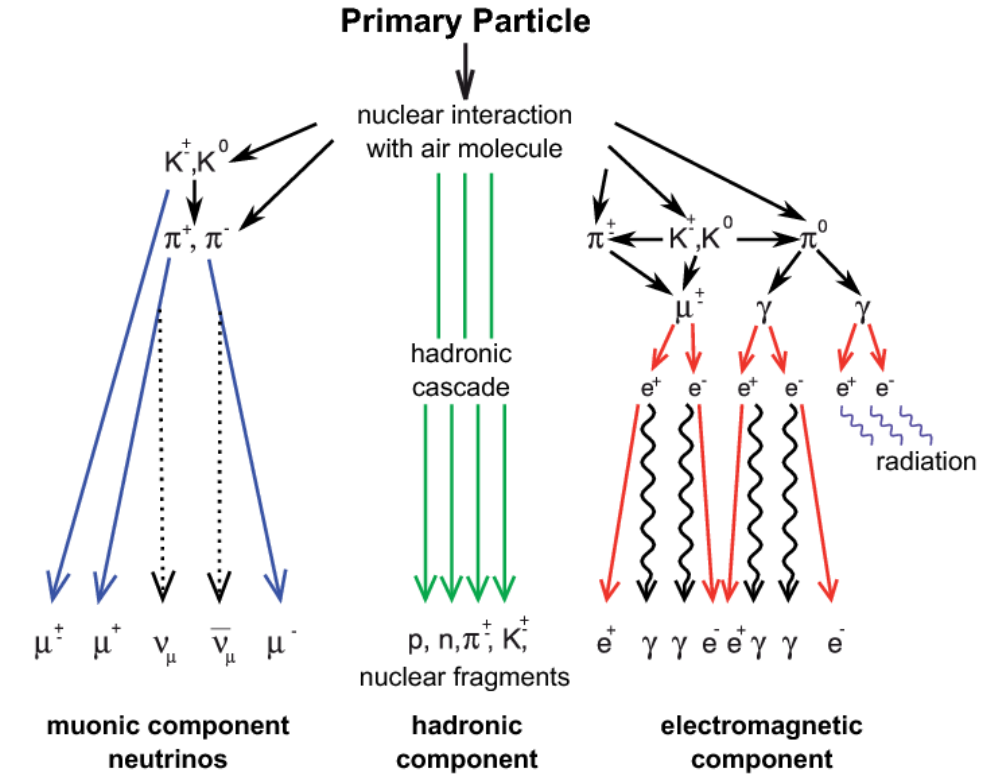 Primary Particle
nuclear interaction
with air molecule
K±,K⁰
π⁺, π⁻
π± K±,K⁰ π⁰
μ± γ γ
hadronic
cascade
e⁺ e⁻ e⁺ e⁻ e⁺ e⁻
radiation
μ± μ⁺ νμ ν̅μ μ⁻
p, n,π±, K±,
nuclear fragments
e⁺ γ γ e⁻ e⁺ γ γ e⁻
muonic component
neutrinos
hadronic
component
electromagnetic
component